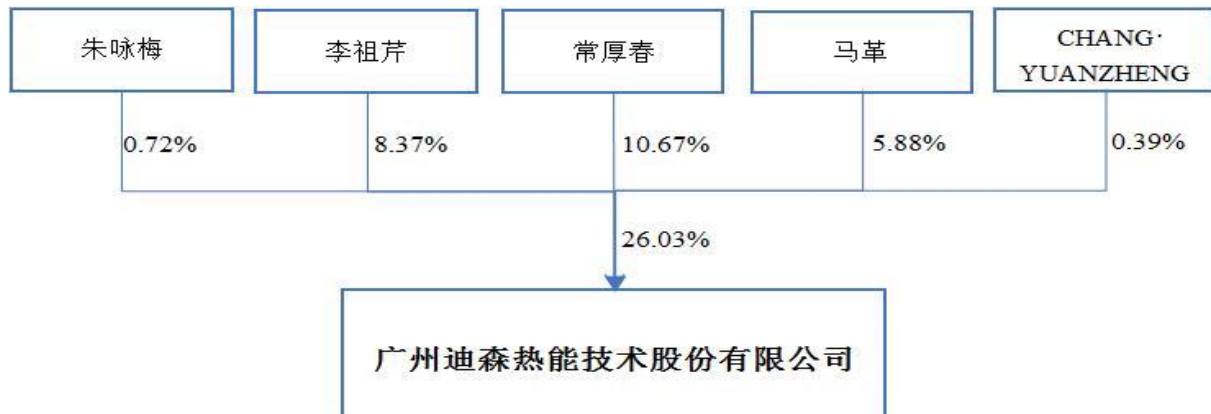 朱咏梅
李祖芹
常厚春
马革
CHANG·
YUANZHENG
0.72%
8.37%
10.67%
5.88%
0.39%
26.03%
广州迪森热能技术股份有限公司